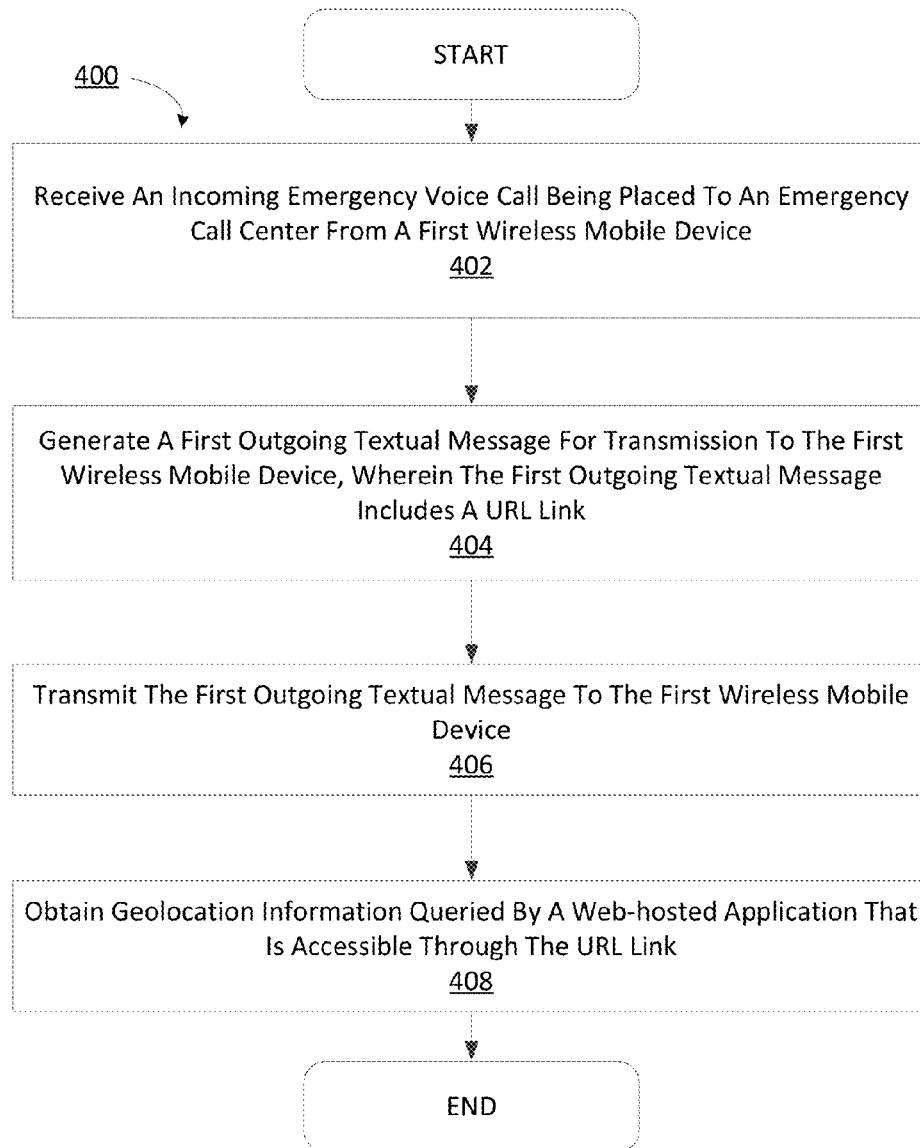 START
400
Receive An Incoming Emergency Voice Call Being Placed To An Emergency
Call Center From A First Wireless Mobile Device
402
Generate A First Outgoing Textual Message For Transmission To The First
Wireless Mobile Device, Wherein The First Outgoing Textual Message
Includes A URL Link
404
Transmit The First Outgoing Textual Message To The First Wireless Mobile
Device
406
Obtain Geolocation Information Queried By A Web-hosted Application That
Is Accessible Through The URL Link
408
END